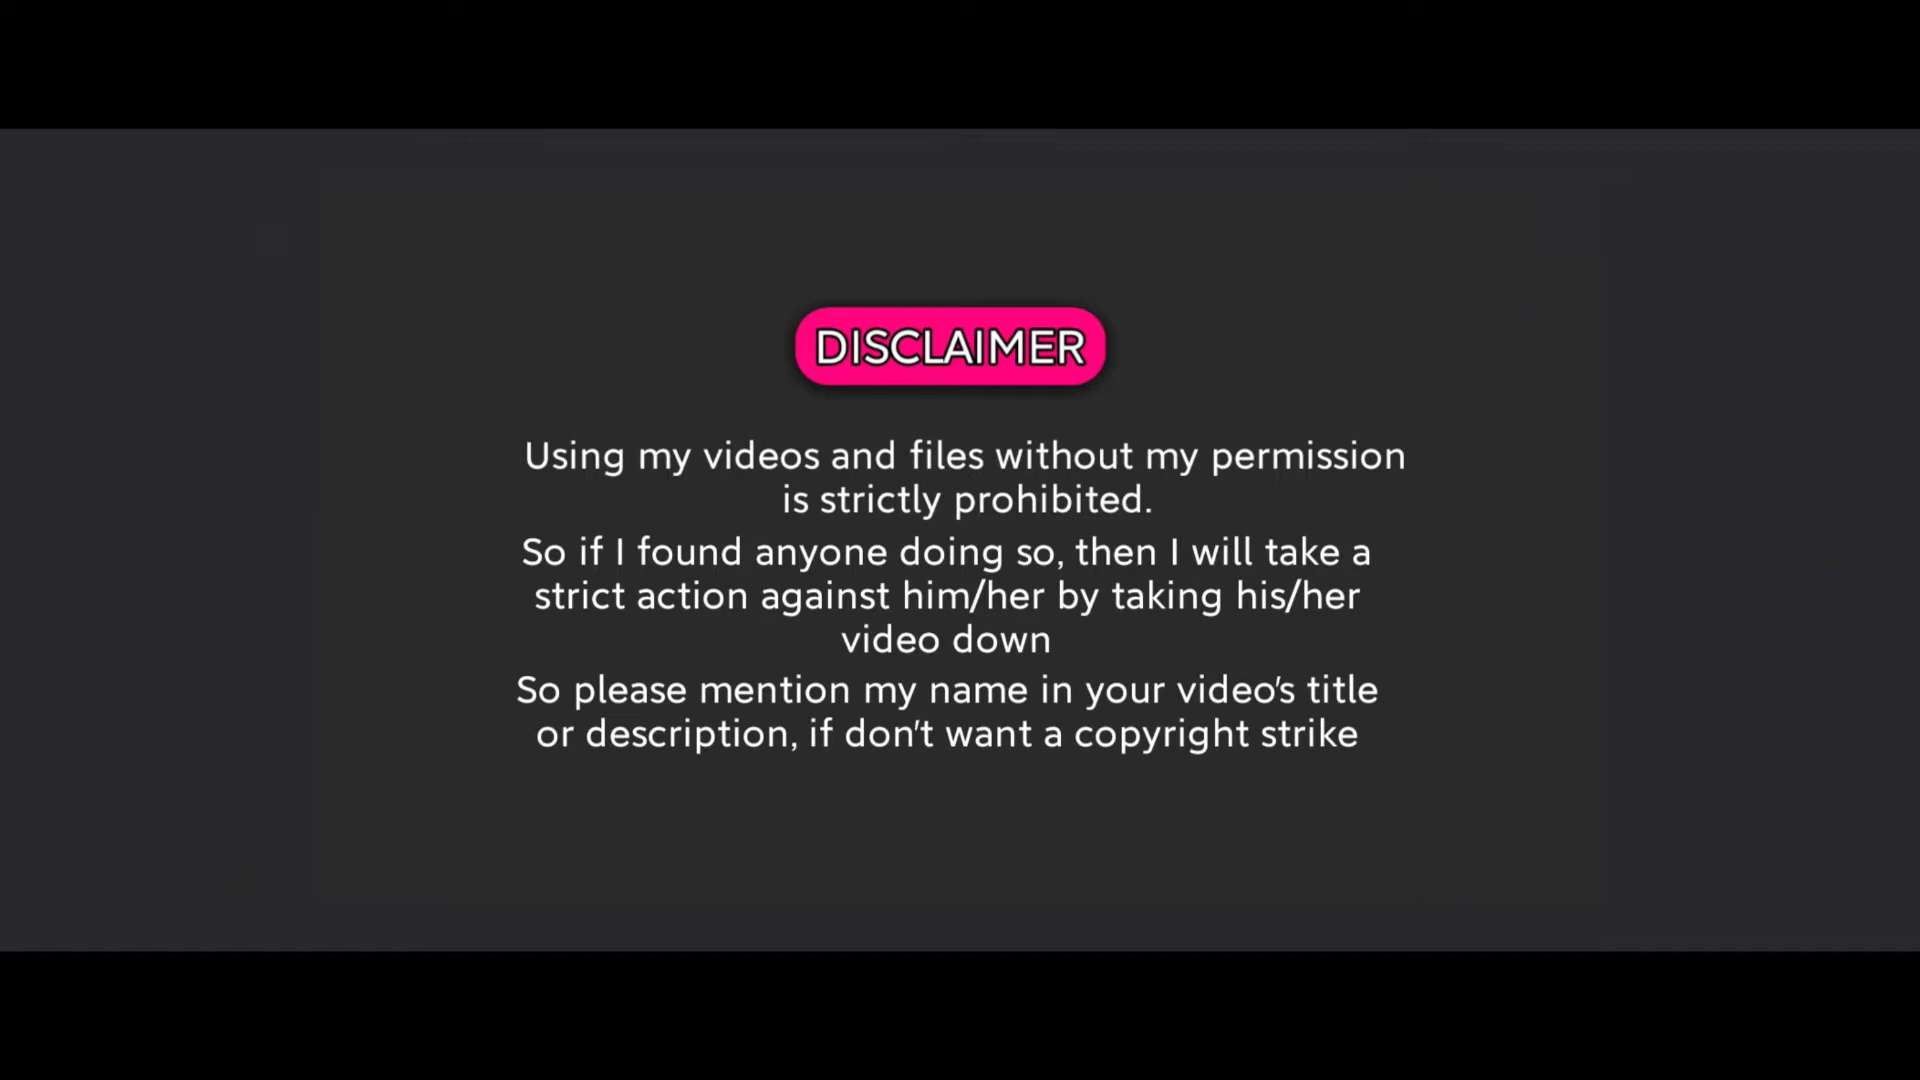 DISCLAIMER
Using my videos and files without my permission
is strictly prohibited.
So if I found anyone doing so, then I will take a
strict action against him/her by taking his/her
video down
So please mention my name in your video's title
or description, if don't want a copyright strike